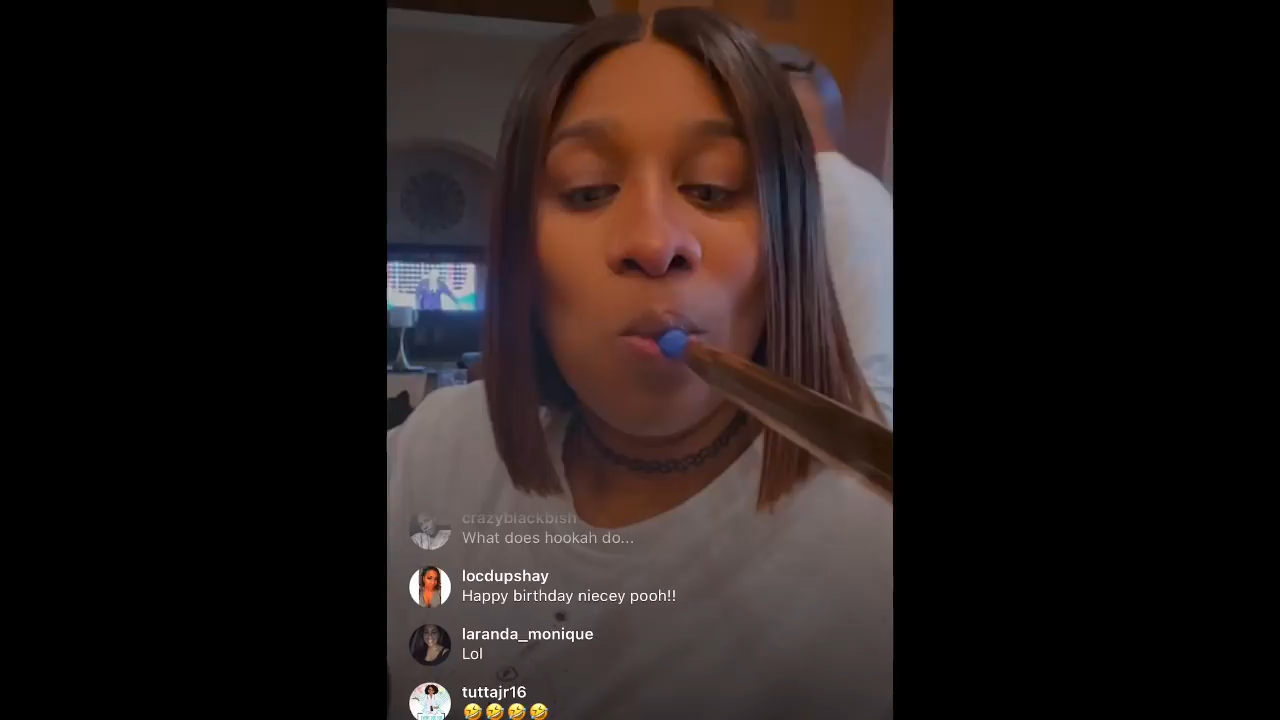 crazyblackbish
What does hookah do...
locdupshay
Happy birthday niecey pooh!!
laranda_monique
Lol
tuttajr16
🤣🤣🤣🤣